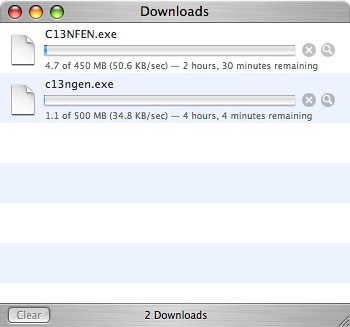 Downloads
C13NFEN.exe
4.7 of 450 MB (50.6 KB/sec) — 2 hours, 30 minutes remaining
c13ngen.exe
1.1 of 500 MB (34.8 KB/sec) — 4 hours, 4 minutes remaining
Clear
2 Downloads